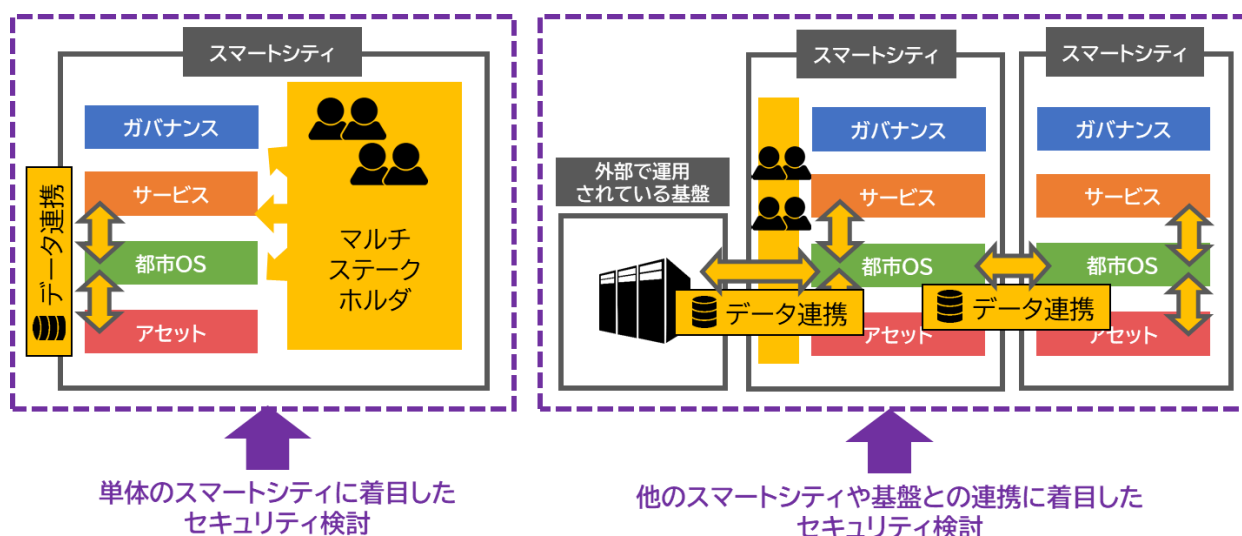 スマートシティ
ガバナンス
サービス
都市OS
アセット
データ連携
マルチ
ステーク
ホルダ
単体のスマートシティに着目した
セキュリティ検討
外部で運用
されている基盤
スマートシティ
ガバナンス
サービス
都市OS
アセット
データ連携
スマートシティ
ガバナンス
サービス
都市OS
アセット
データ連携
他のスマートシティや基盤との連携に着目した
セキュリティ検討